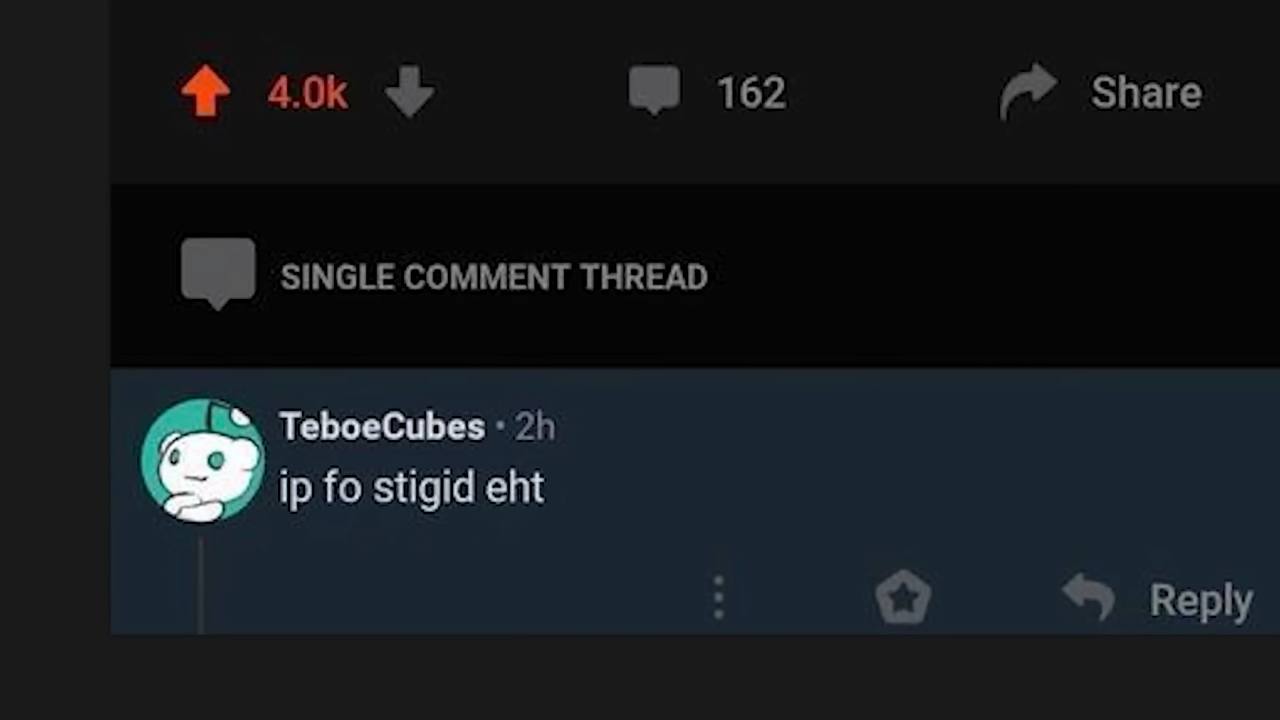 4.0k 162 Share
SINGLE COMMENT THREAD
TeboeCubes • 2h
ip fo stigid eht
Reply